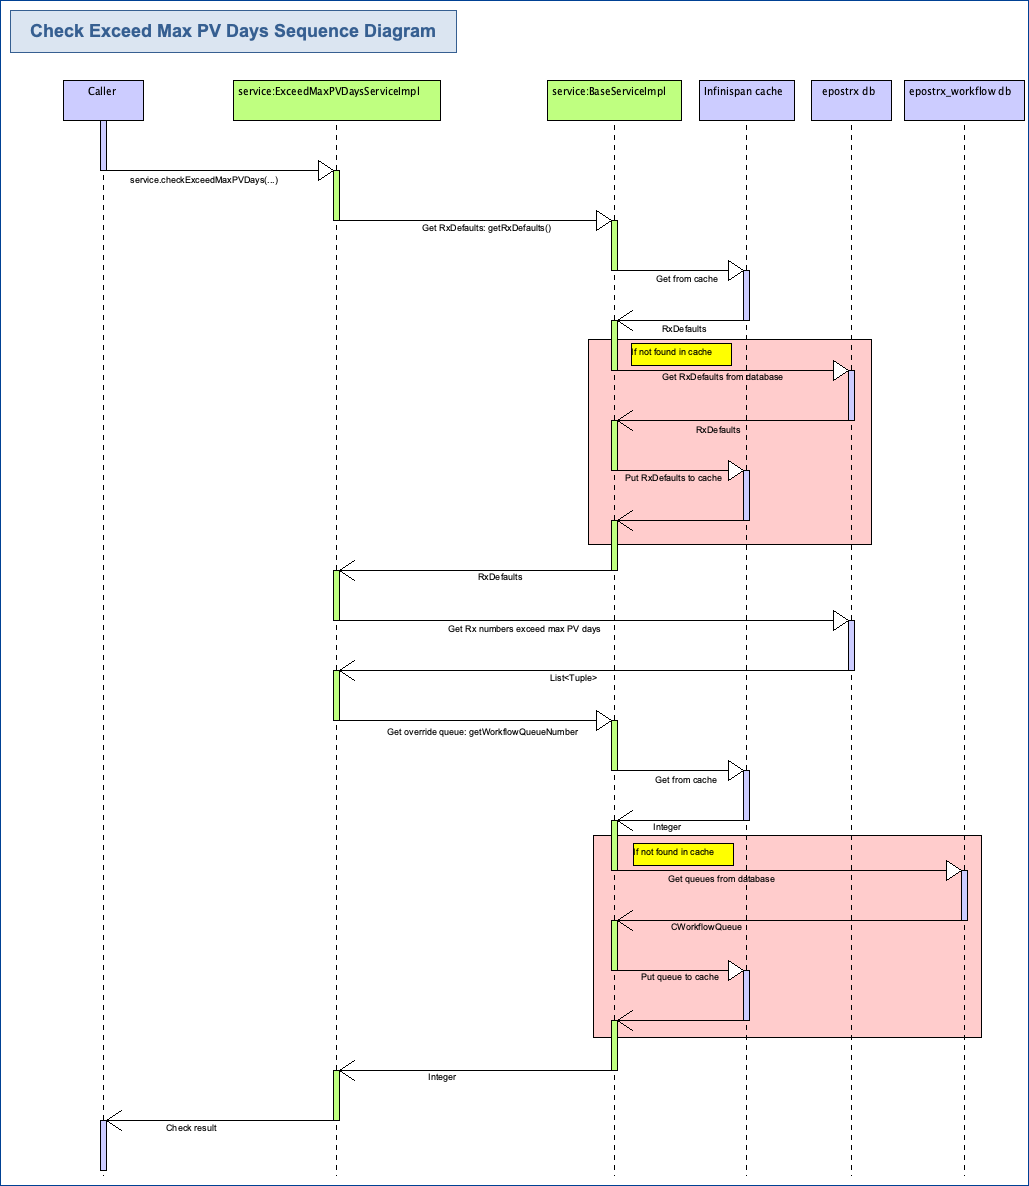 Check Exceed Max PV Days Sequence Diagram
Caller
service:ExceedMaxPVDaysServiceImpl
service:BaseServiceImpl
Infinispan cache
epostrx db
epostrx_workflow db
service.checkExceedMaxPVDays(...)
Get RxDefaults: getRxDefaults()
Get from cache
RxDefaults
If not found in cache
Get RxDefaults from database
RxDefaults
Put RxDefaults to cache
RxDefaults
Get Rx numbers exceed max PV days
List<Tuple>
Get override queue: getWorkflowQueueNumber
Get from cache
Integer
If not found in cache
Get queues from database
CWorkflowQueue
Put queue to cache
Integer
Check result